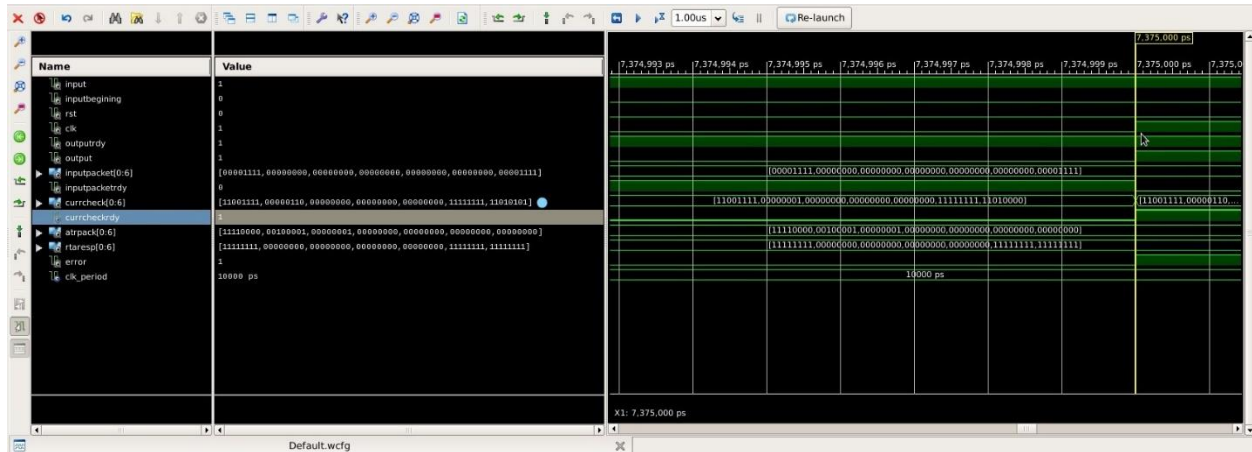 1.00us
Re-launch
7,375,000 ps
Name
Value
7,374,993 ps
7,374,994 ps
7,374,995 ps
7,374,996 ps
7,374,997 ps
7,374,998 ps
7,374,999 ps
7,375,000 ps
7,375,0
input
1
inputbegining
0
rst
0
clk
1
outputrdy
1
output
1
inputpacket[0:6]
[00001111,00000000,00000000,00000000,00000000,00000000,00001111]
[00001111,00000000,00000000,00000000,00000000,00000000,00001111]
inputpacketrdy
0
currcheck[0:6]
[11001111,00000110,00000000,00000000,00000000,11111111,11010101]
[11001111,00000001,00000000,00000000,00000000,11111111,11010000]
[11001111,00000110,...
currcheckrdy
1
atrpack[0:6]
[11110000,00100001,00000001,00000000,00000000,00000000,00000000]
[11110000,00100001,00000001,00000000,00000000,00000000,00000000]
rtaresp[0:6]
[11111111,00000000,00000000,00000000,00000000,11111111,11111111]
[11111111,00000000,00000000,00000000,00000000,11111111,11111111]
error
1
clk_period
10000 ps
10000 ps
X1: 7,375,000 ps
Default.wcfg